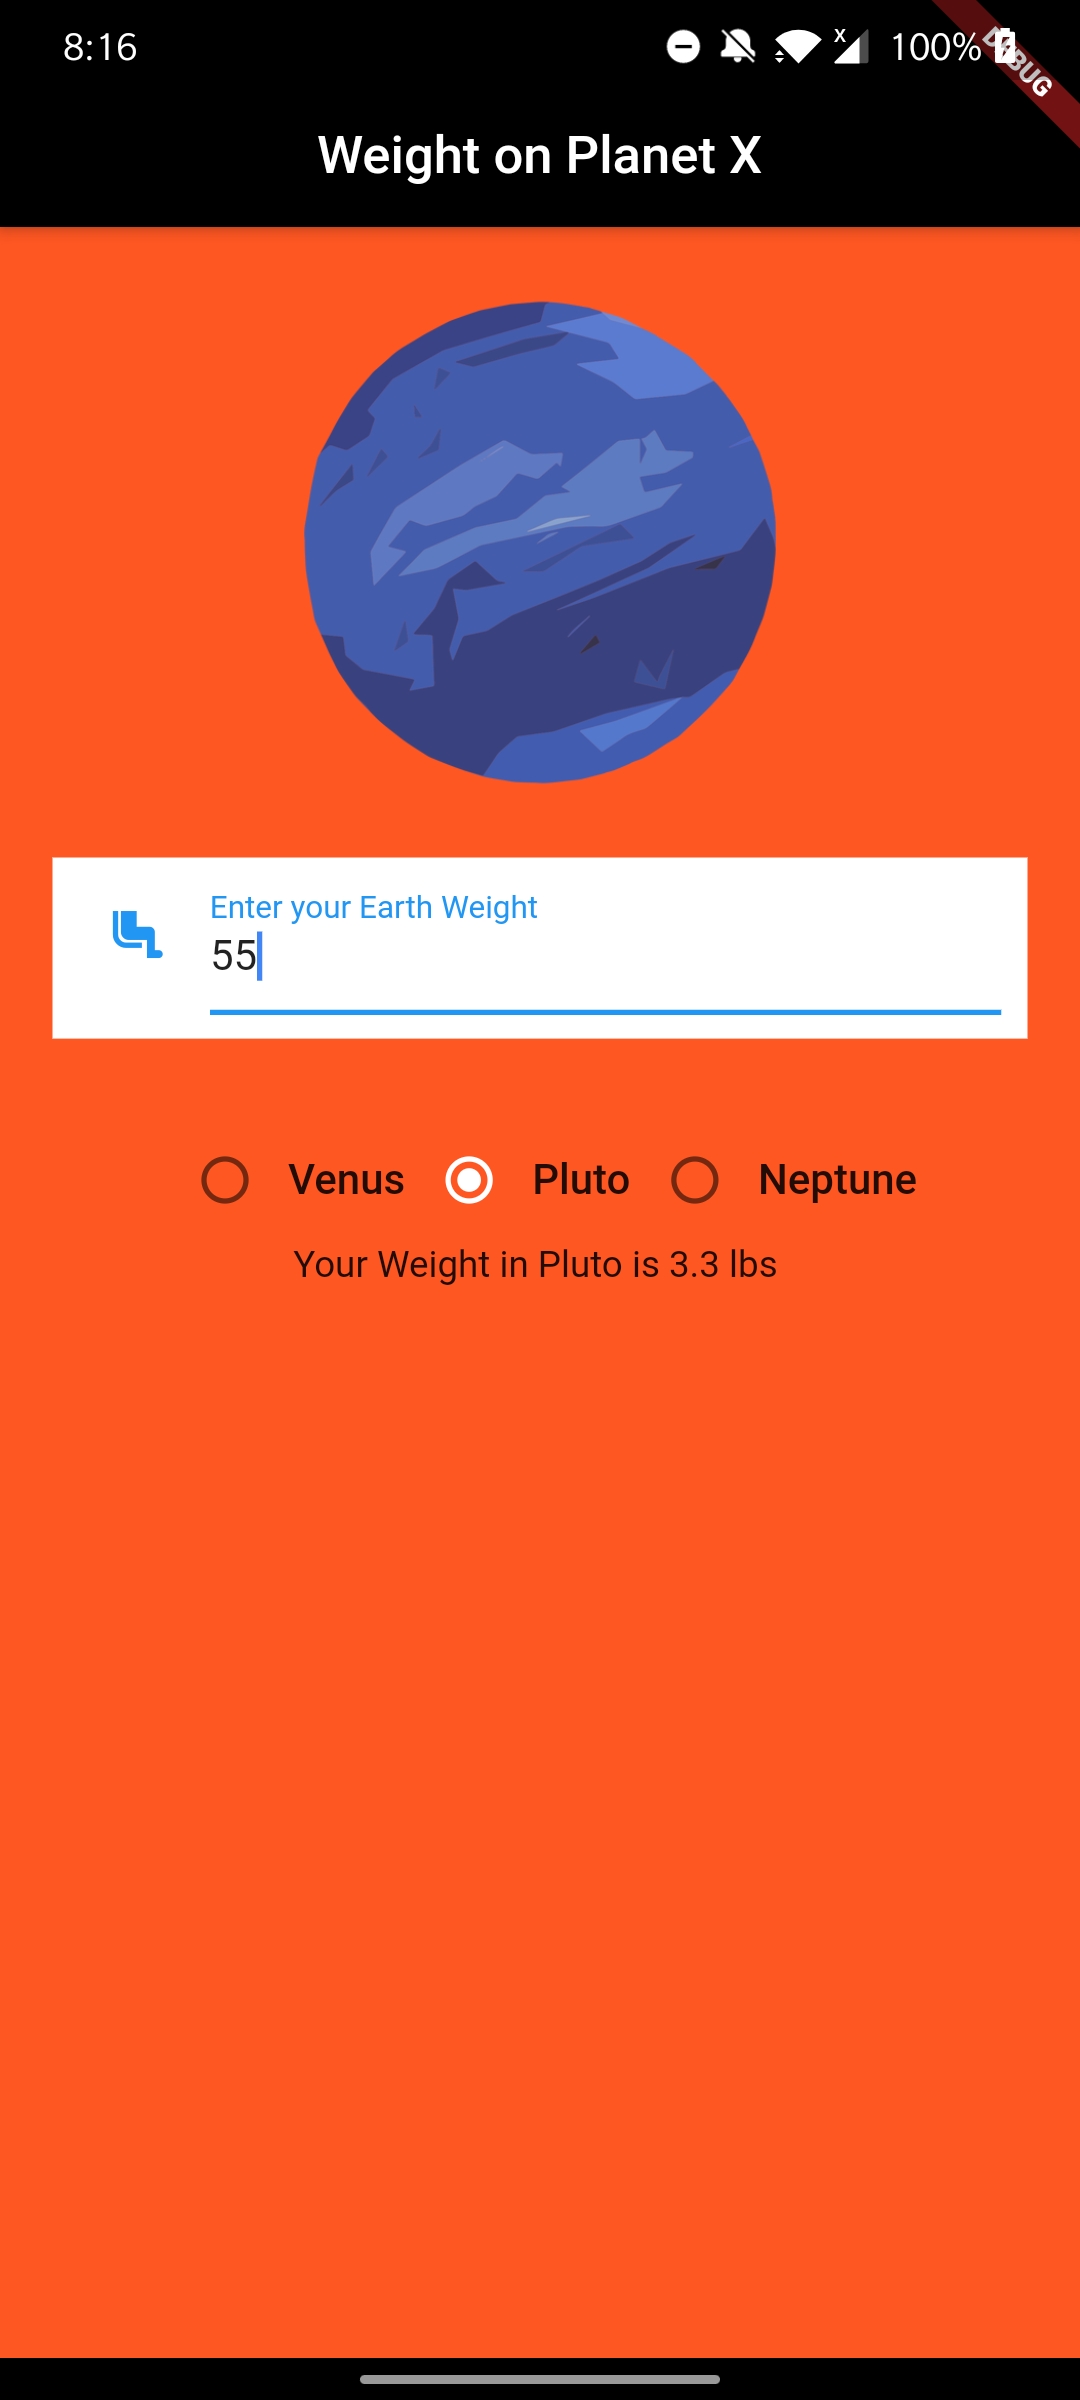 8:16 100%
DEBUG
Weight on Planet X
Enter your Earth Weight
55
Venus Pluto Neptune
Your Weight in Pluto is 3.3 lbs